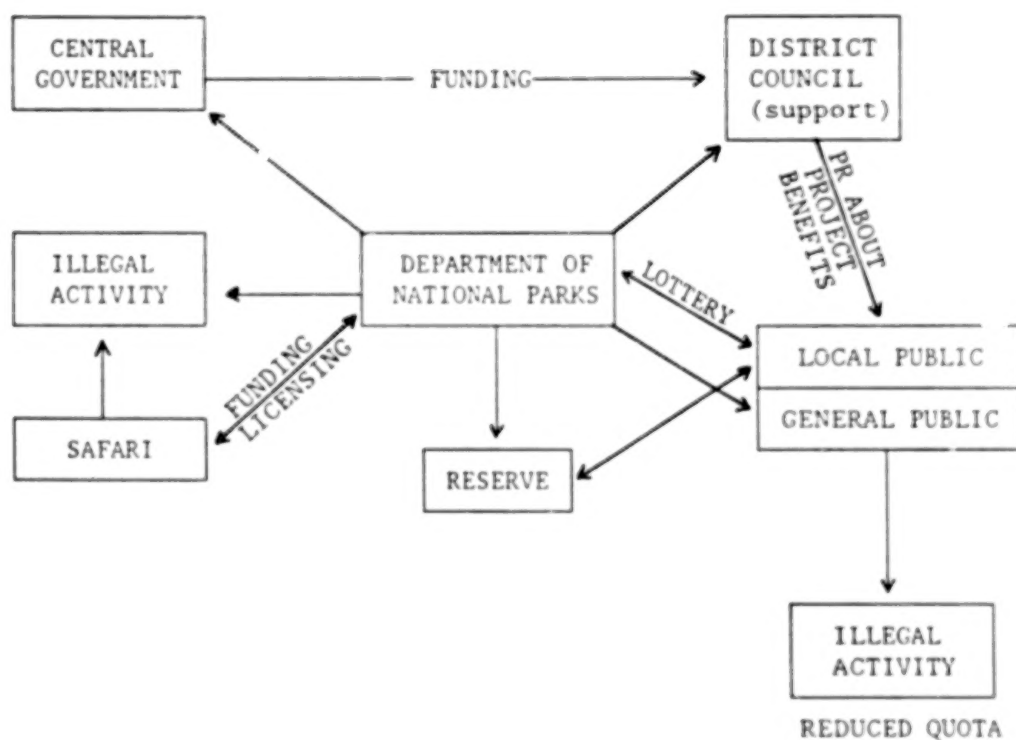 CENTRAL
GOVERNMENT
FUNDING
DISTRICT
COUNCIL
(support)
PR ABOUT
PROJECT
BENEFITS
ILLEGAL
ACTIVITY
DEPARTMENT OF
NATIONAL PARKS
LOTTERY
LOCAL PUBLIC
GENERAL PUBLIC
FUNDING
LICENSING
SAFARI
RESERVE
ILLEGAL
ACTIVITY
REDUCED QUOTA